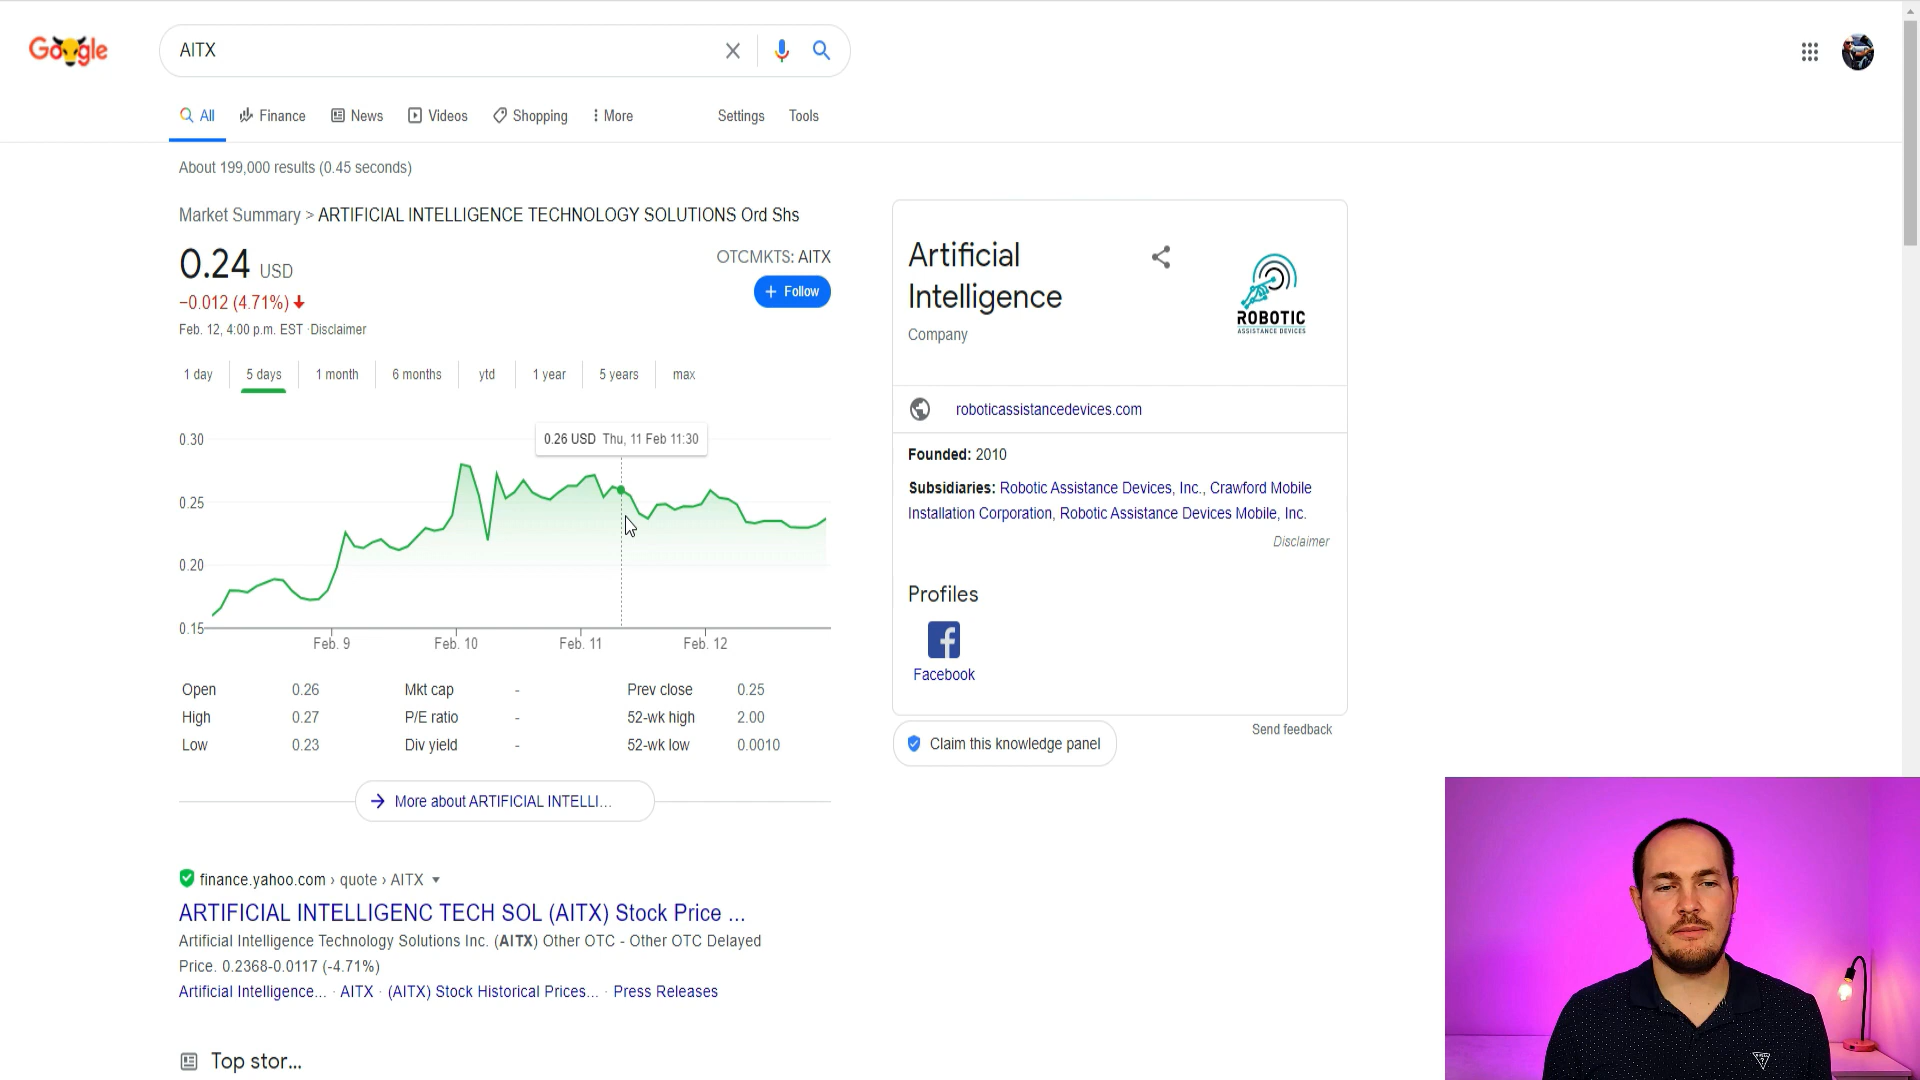 Google
AITX
All
Finance
News
Videos
Shopping
More
Settings
Tools
About 199,000 results (0.45 seconds)
Market Summary > ARTIFICIAL INTELLIGENCE TECHNOLOGY SOLUTIONS Ord Shs
0.24 USD
OTCMKTS: AITX
−0.012 (4.71%)
+ Follow
Feb. 12, 4:00 p.m. EST · Disclaimer
1 day
5 days
1 month
6 months
ytd
1 year
5 years
max
0.26 USD Thu, 11 Feb 11:30
0.30
0.25
0.20
0.15
Feb. 9
Feb. 10
Feb. 11
Feb. 12
Open 0.26 Mkt cap - Prev close 0.25
High 0.27 P/E ratio - 52-wk high 2.00
Low 0.23 Div yield - 52-wk low 0.0010
More about ARTIFICIAL INTELLI...
finance.yahoo.com › quote › AITX
ARTIFICIAL INTELLIGENC TECH SOL (AITX) Stock Price ...
Artificial Intelligence Technology Solutions Inc. (AITX) Other OTC - Other OTC Delayed
Price. 0.2368-0.0117 (-4.71%)
Artificial Intelligence... · AITX · (AITX) Stock Historical Prices... · Press Releases
Top stor...
Artificial
Intelligence
Company
ROBOTIC
ASSISTANCE DEVICES
roboticassistancedevices.com
Founded: 2010
Subsidiaries: Robotic Assistance Devices, Inc., Crawford Mobile
Installation Corporation, Robotic Assistance Devices Mobile, Inc.
Disclaimer
Profiles
Facebook
Claim this knowledge panel
Send feedback